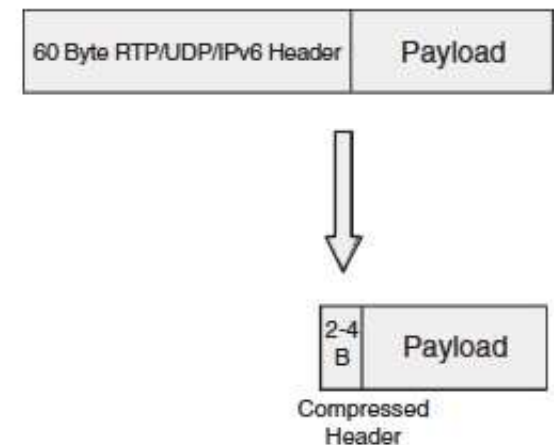 60 Byte RTP/UDP/IPv6 Header
Payload
2-4
B
Payload
Compressed
Header